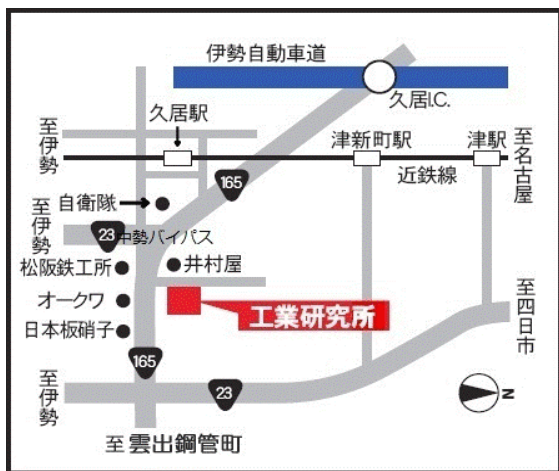 伊勢自動車道
久居I.C.
久居駅
至伊勢
津新町駅
津駅
至名古屋
近鉄線
165
自衛隊
至伊勢
23
中勢バイパス
松阪鉄工所
井村屋
オークワ
工業研究所
日本板硝子
至四日市
165
至伊勢
23
N
至 雲出鋼管町